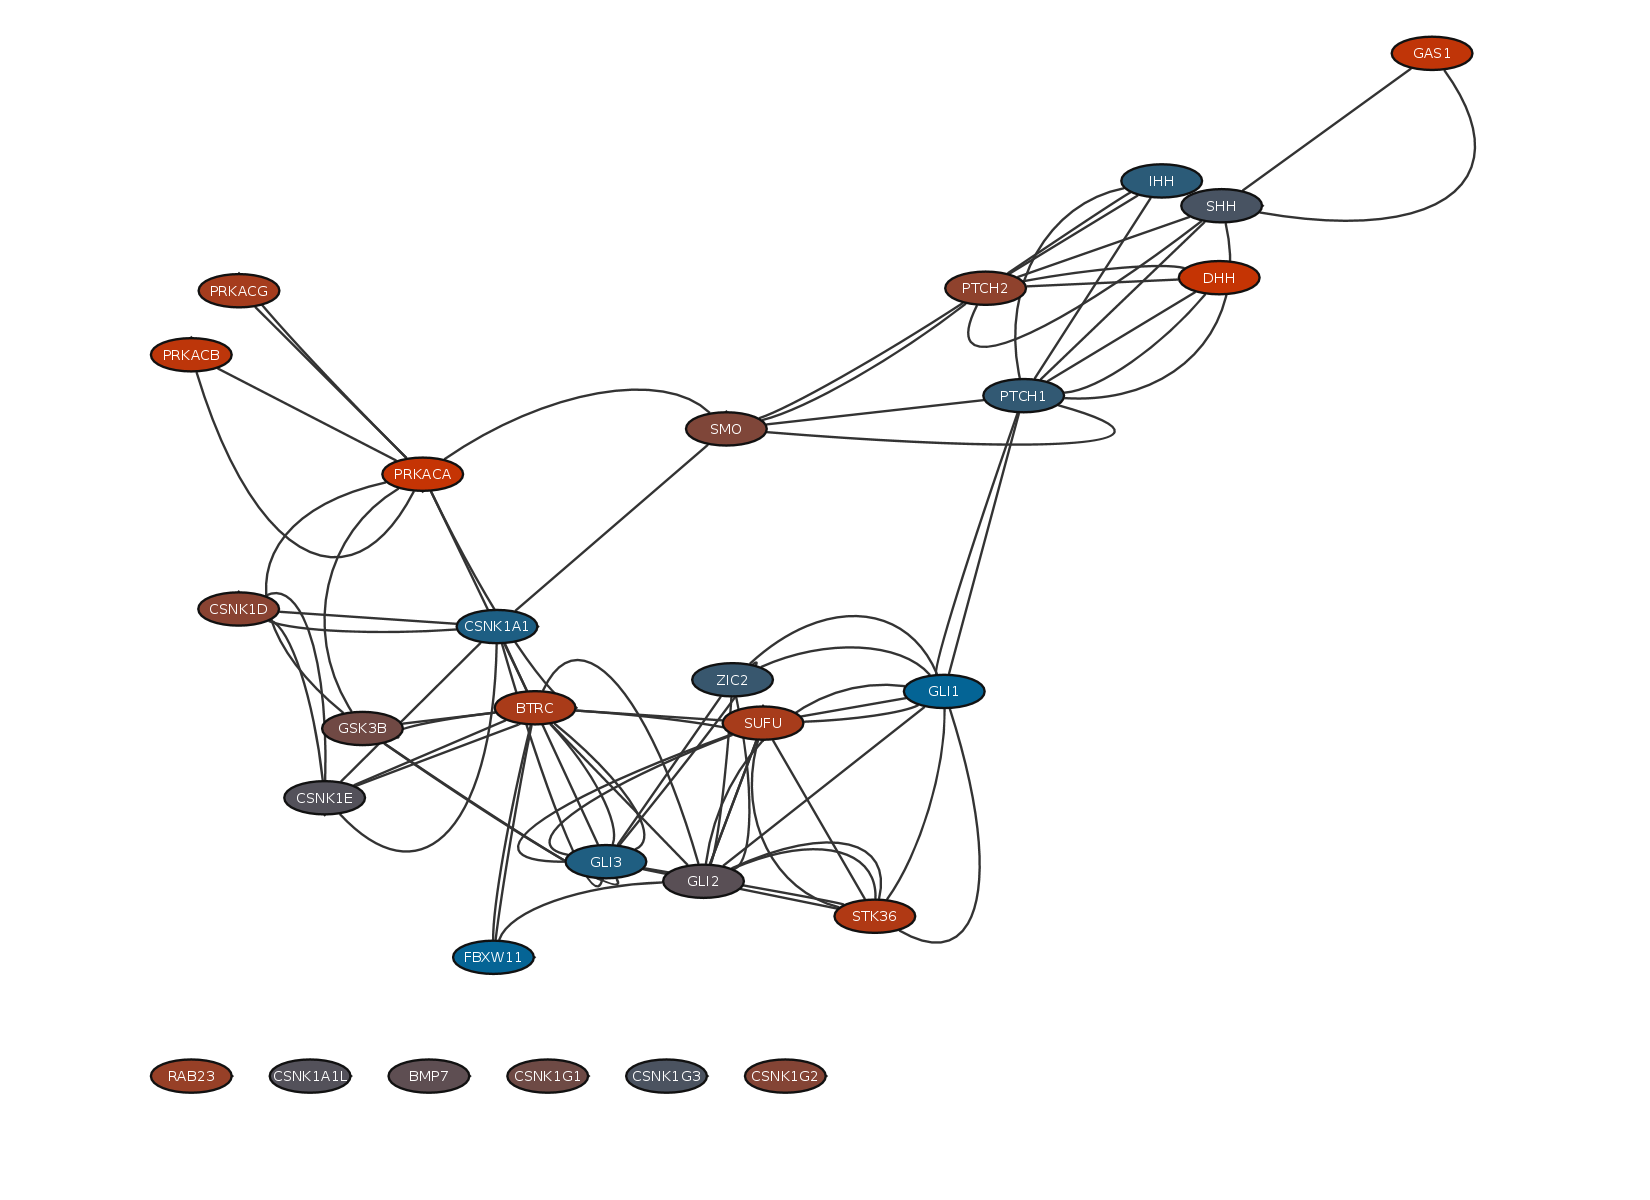 GAS1
IHH
SHH
DHH
PTCH2
PRKACG
PRKACB
PTCH1
SMO
PRKACA
CSNK1D
CSNK1A1
ZIC2
GLI1
BTRC
SUFU
GSK3B
CSNK1E
GLI3
GLI2
STK36
FBXW11
RAB23
CSNK1A1L
BMP7
CSNK1G1
CSNK1G3
CSNK1G2